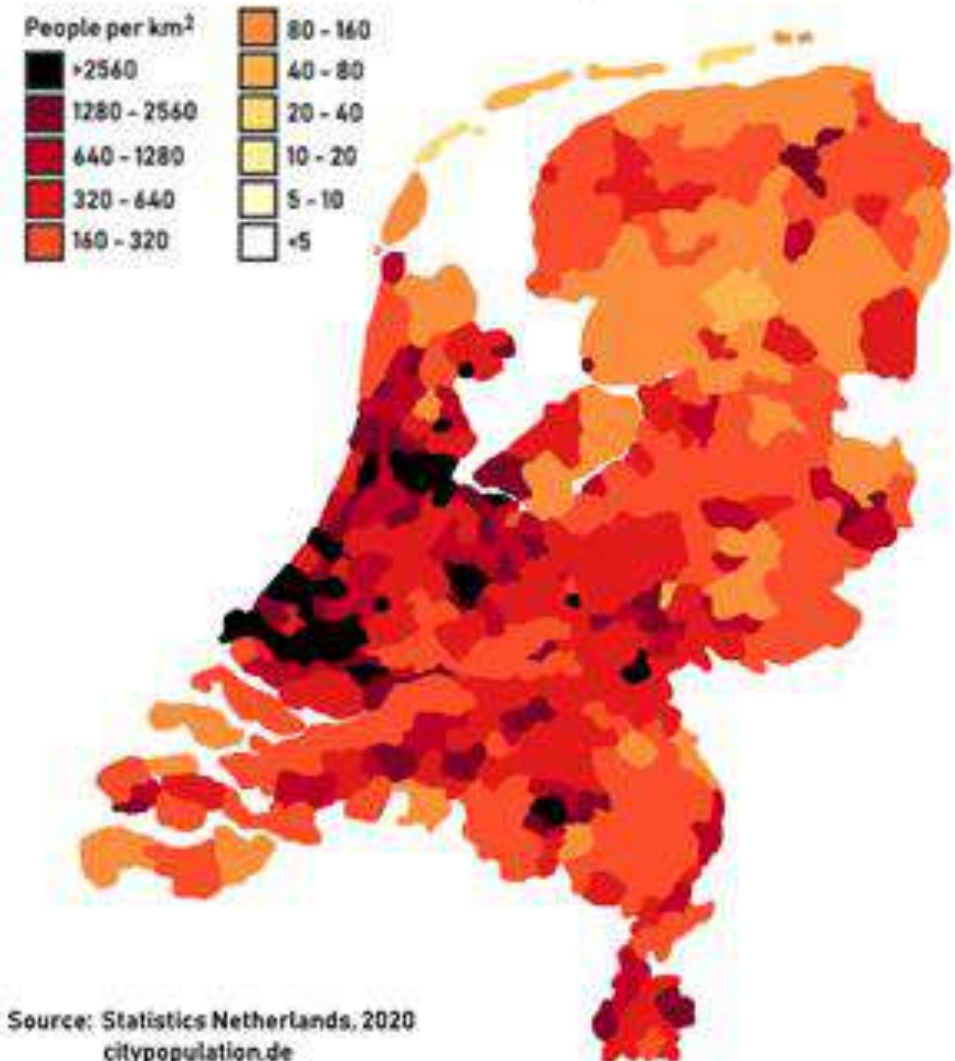 People per km²
>2560
1280 - 2560
640 - 1280
320 - 640
160 - 320
80 - 160
40 - 80
20 - 40
10 - 20
5 - 10
<5
Source: Statistics Netherlands, 2020
citypopulation.de